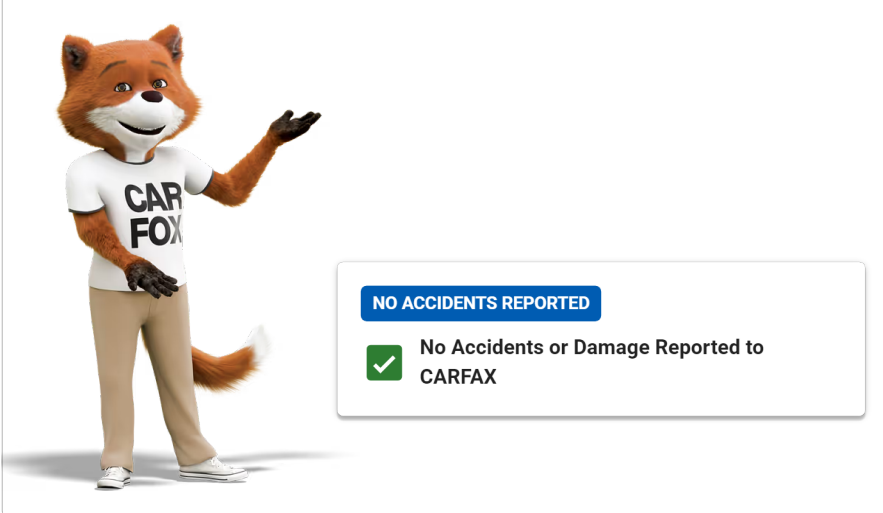 CAR
FOX
NO ACCIDENTS REPORTED
No Accidents or Damage Reported to
CARFAX